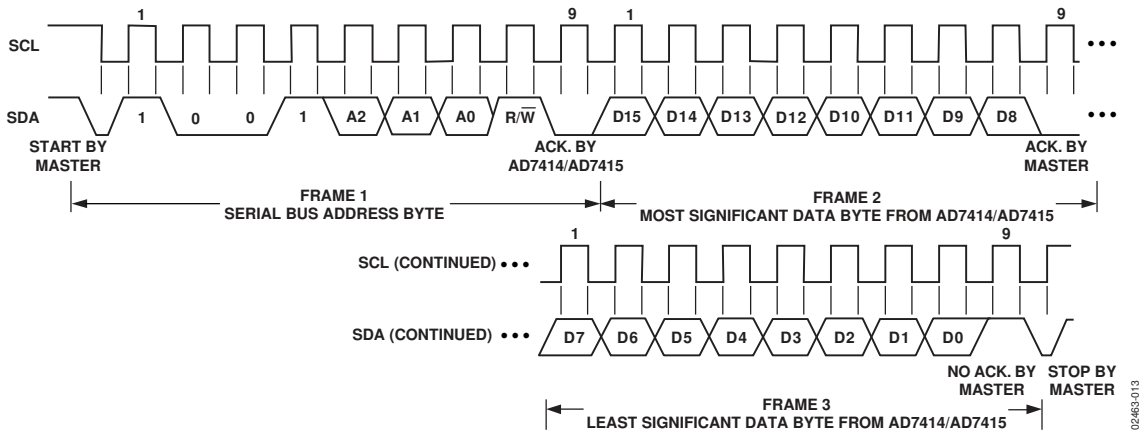 1 9 1 9
SCL
SDA 1 0 0 1 A2 A1 A0 R/W̅ D15 D14 D13 D12 D10 D11 D9 D8
START BY
MASTER
ACK. BY
AD7414/AD7415
ACK. BY
MASTER
FRAME 1
SERIAL BUS ADDRESS BYTE
FRAME 2
MOST SIGNIFICANT DATA BYTE FROM AD7414/AD7415
1 9
SCL (CONTINUED)
SDA (CONTINUED) D7 D6 D5 D4 D3 D2 D1 D0
NO ACK. BY
MASTER
STOP BY
MASTER
FRAME 3
LEAST SIGNIFICANT DATA BYTE FROM AD7414/AD7415
02463-013